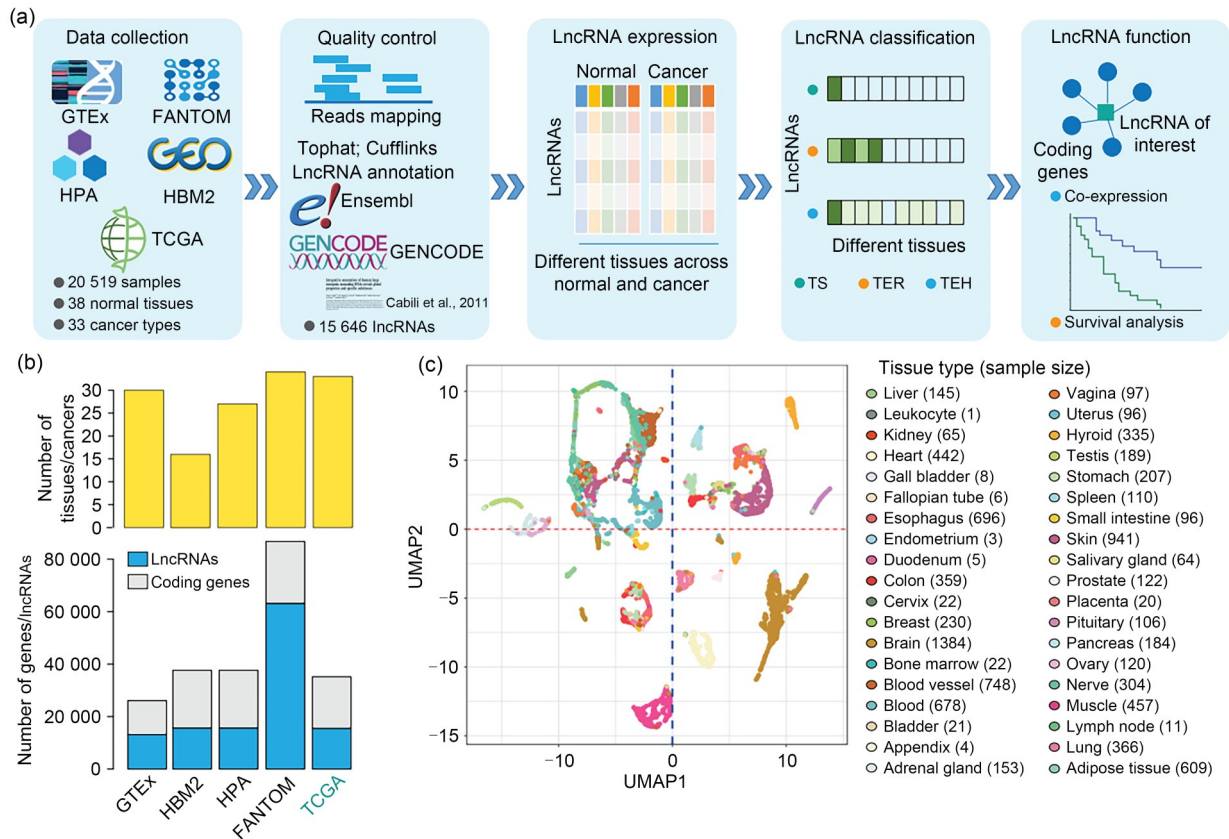 (a)
Data collection
GTEx
FANTOM
HPA
GEO
HBM2
TCGA
20 519 samples
38 normal tissues
33 cancer types
Quality control
Reads mapping
Tophat; Cufflinks
LncRNA annotation
e!
Ensembl
GENCODE
GENCODE
Cabili et al., 2011
15 646 lncRNAs
LncRNA expression
Normal Cancer
LncRNAs
Different tissues across
normal and cancer
LncRNA classification
LncRNAs
Different tissues
TS TER TEH
LncRNA function
LncRNA of
interest
Coding
genes
Co-expression
Survival analysis
(b)
Number of
tissues/cancers
30
25
20
15
10
5
0
Number of genes/lncRNAs
80 000
60 000
40 000
20 000
0
LncRNAs
Coding genes
GTEx
HBM2
HPA
FANTOM
TCGA
(c)
UMAP2
10
5
0
−5
−10
−15
−10 0 10
UMAP1
Tissue type (sample size)
Liver (145)
Leukocyte (1)
Kidney (65)
Heart (442)
Gall bladder (8)
Fallopian tube (6)
Esophagus (696)
Endometrium (3)
Duodenum (5)
Colon (359)
Cervix (22)
Breast (230)
Brain (1384)
Bone marrow (22)
Blood vessel (748)
Blood (678)
Bladder (21)
Appendix (4)
Adrenal gland (153)
Vagina (97)
Uterus (96)
Hyroid (335)
Testis (189)
Stomach (207)
Spleen (110)
Small intestine (96)
Skin (941)
Salivary gland (64)
Prostate (122)
Placenta (20)
Pituitary (106)
Pancreas (184)
Ovary (120)
Nerve (304)
Muscle (457)
Lymph node (11)
Lung (366)
Adipose tissue (609)